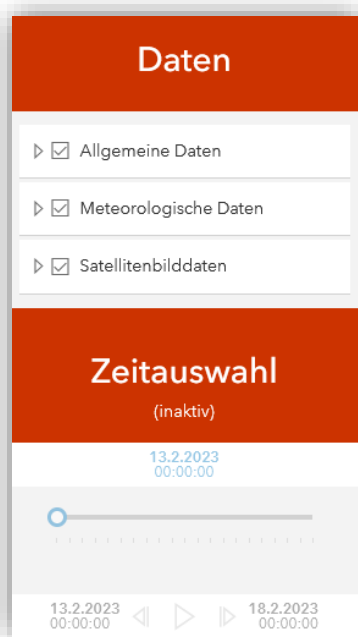 Daten
Allgemeine Daten
Meteorologische Daten
Satellitenbilddaten
Zeitauswahl
(inaktiv)
13.2.2023
00:00:00
13.2.2023 18.2.2023
00:00:00 00:00:00